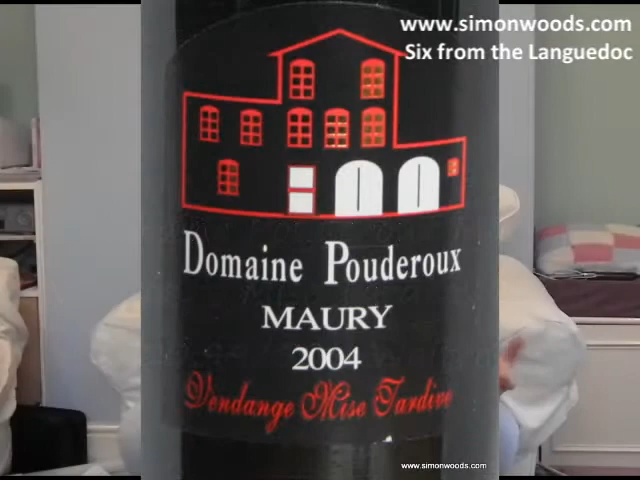 www.simonwoods.com
Six from the Languedoc
Domaine Pouderoux
MAURY
2004
Vendange Mise Tardive
www.simonwoods.com